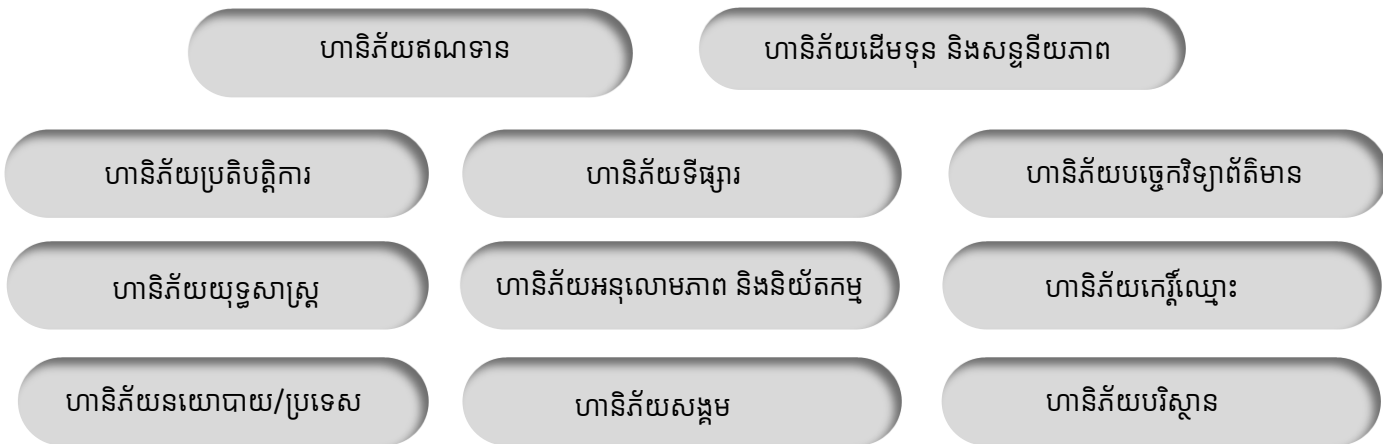 ហានិភ័យឥណទាន
ហានិភ័យដើមទុន និងសន្ទនីយភាព
ហានិភ័យប្រតិបត្តិការ
ហានិភ័យទីផ្សារ
ហានិភ័យបច្ចេកវិទ្យាព័ត៌មាន
ហានិភ័យយុទ្ធសាស្ត្រ
ហានិភ័យអនុលោមភាព និងនិយ័តកម្ម
ហានិភ័យកេរ្តិ៍ឈ្មោះ
ហានិភ័យនយោបាយ/ប្រទេស
ហានិភ័យសង្គម
ហានិភ័យបរិស្ថាន